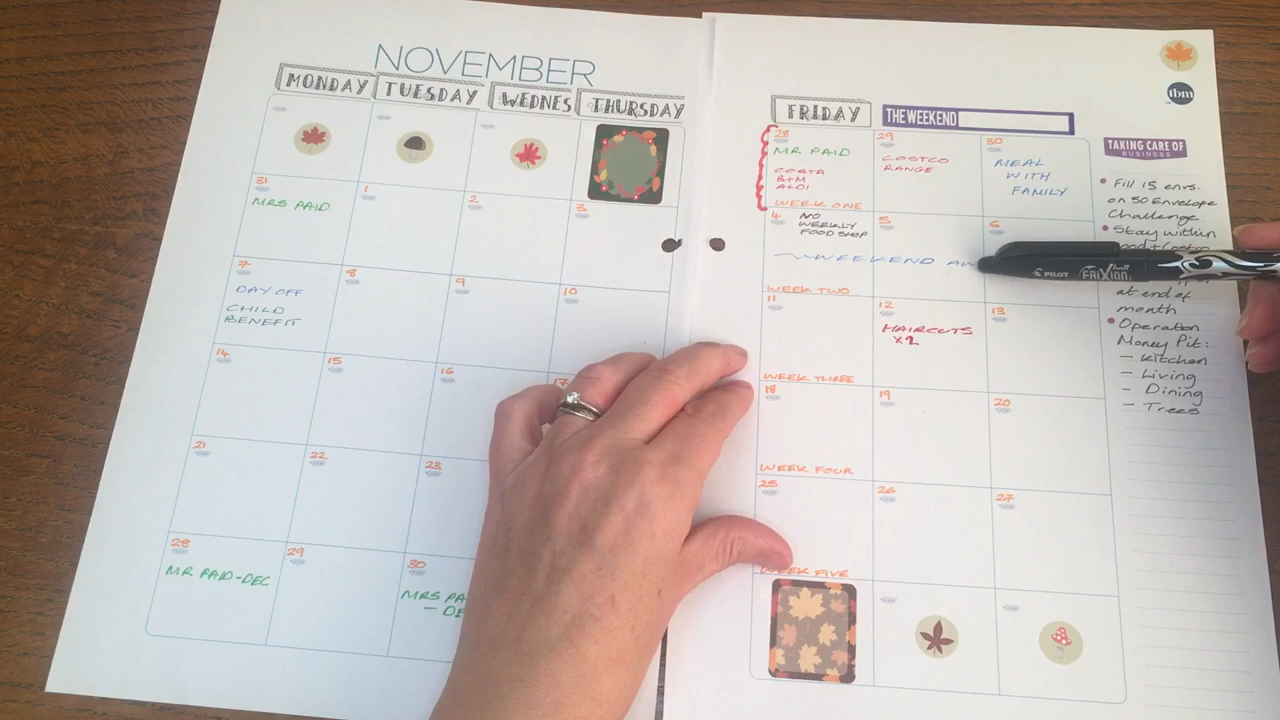 NOVEMBER
MONDAY TUESDAY WEDNES THURSDAY
31
MRS PAID
1
2
3
7
DAY OFF
CHILD
BENEFIT
8
9
10
14
15
16
17
21
22
23
28
MR PAID-DEC
29
30
MRS PA
FRIDAY THE WEEKEND
28
MR PAID
COSTA
B+M
ALDI
WEEK ONE
29
COSTCO
RANGE
30
MEAL
WITH
FAMILY
4 NO
WEEKLY
FOOD SHOP
WEEKEND AW
WEEK TWO
5
6
11
WEEK THREE
12
HAIRCUTS
X2
13
18
WEEK FOUR
19
20
25
WEEK FIVE
26
27
tbm
TAKING CARE OF
BUSINESS
Fill 15 envs.
on 50 Envelope
Challenge
Stay within
at end of
month
Operation
Money Pit:
- Kitchen
- Living
- Dining
- Trees
PILOT FRIXION ball